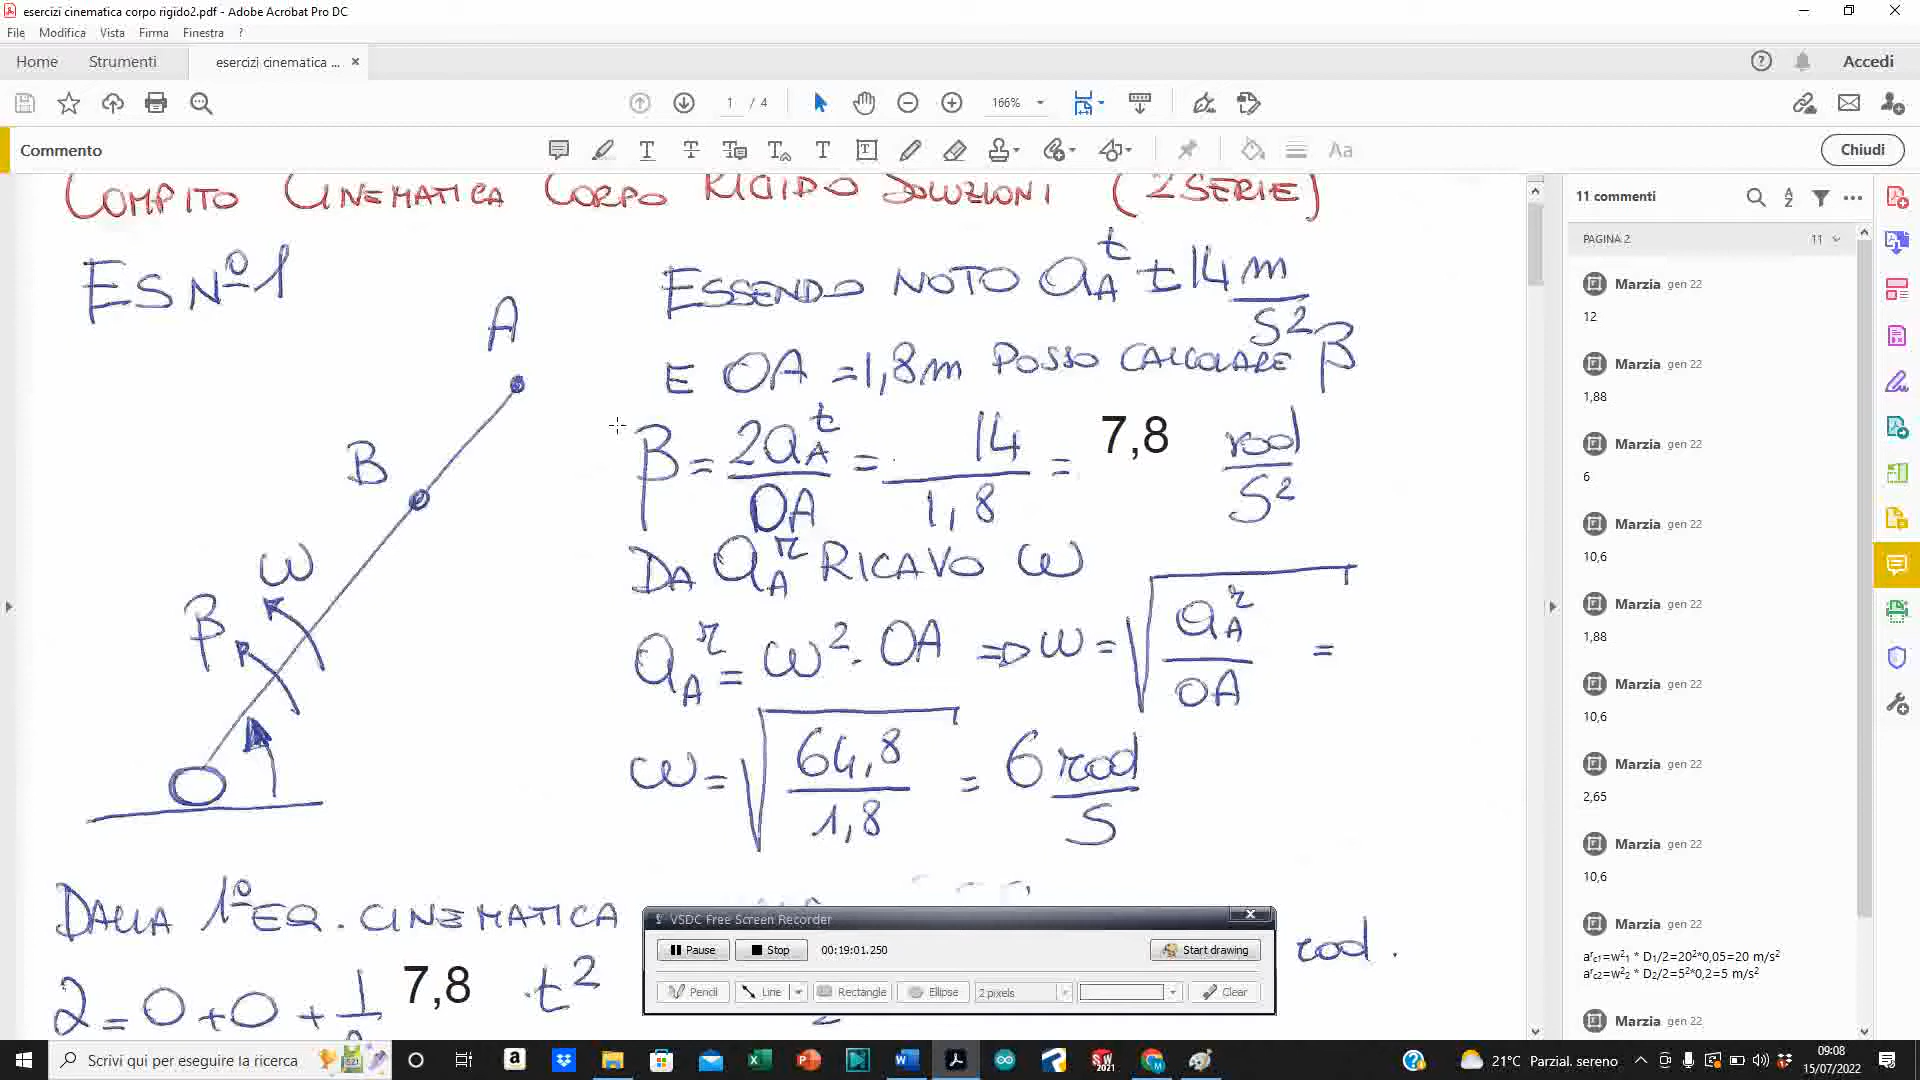 esercizi cinematica corpo rigido2.pdf - Adobe Acrobat Pro DC
File Modifica Vista Firma Finestra ?
Home Strumenti esercizi cinematica ... × Accedi
1 / 4 166%
Commento Chiudi
COMPITO CINEMATICA CORPO RIGIDO SOLUZIONI (2 SERIE)
ES Nº 1
A
B
ω
β
O
ESSENDO NOTO a_A^t = 14 m/s²
E OA = 1,8 m POSSO CALCOLARE β
β = 2a_A^t / OA = 14 / 1,8 = 7,8 rad/s²
DA a_A^r RICAVO ω
a_A^r = ω² · OA => ω = √(a_A^r / OA) =
ω = √(64,8 / 1,8) = 6 rad/s
DALLA 1º EQ. CINEMATICA
rad .
2 = 0 + 0 + 1 7,8 · t²
11 commenti
PAGINA 2 11
Marzia gen 22
12
Marzia gen 22
1,88
Marzia gen 22
6
Marzia gen 22
10,6
Marzia gen 22
1,88
Marzia gen 22
10,6
Marzia gen 22
2,65
Marzia gen 22
10,6
Marzia gen 22
ar_c1=w²1 * D1/2=20²*0,05=20 m/s²
ar_c2=w²2 * D2/2=5²*0,2=5 m/s²
Marzia gen 22
VSDC Free Screen Recorder
Pause Stop 00:19:01.250 Start drawing
Pencil Line Rectangle Ellipse 2 pixels Clear
Scrivi qui per eseguire la ricerca
21°C Parzial. sereno
09:08
15/07/2022